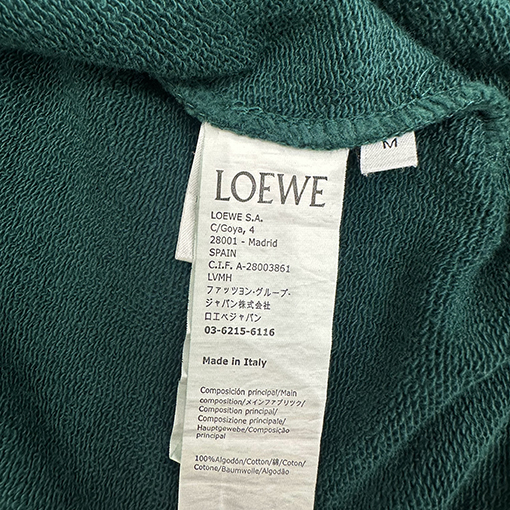 M
LOEWE
LOEWE S.A.
C/Goya, 4
28001 - Madrid
SPAIN
C.I.F. A-28003861
LVMH
ファッツヨン·グループ·
ジャパン株式会社
ロエベジャパン
03-6215-6116
Made in Italy
Composición principal/Main
composition/メインファブリック/
Composition principal/
Composizione principale/
Hauptgewebe/Composição
principal
100%Algodón/Cotton/綿/Coton/
Cotone/Baumwolle/Algodão